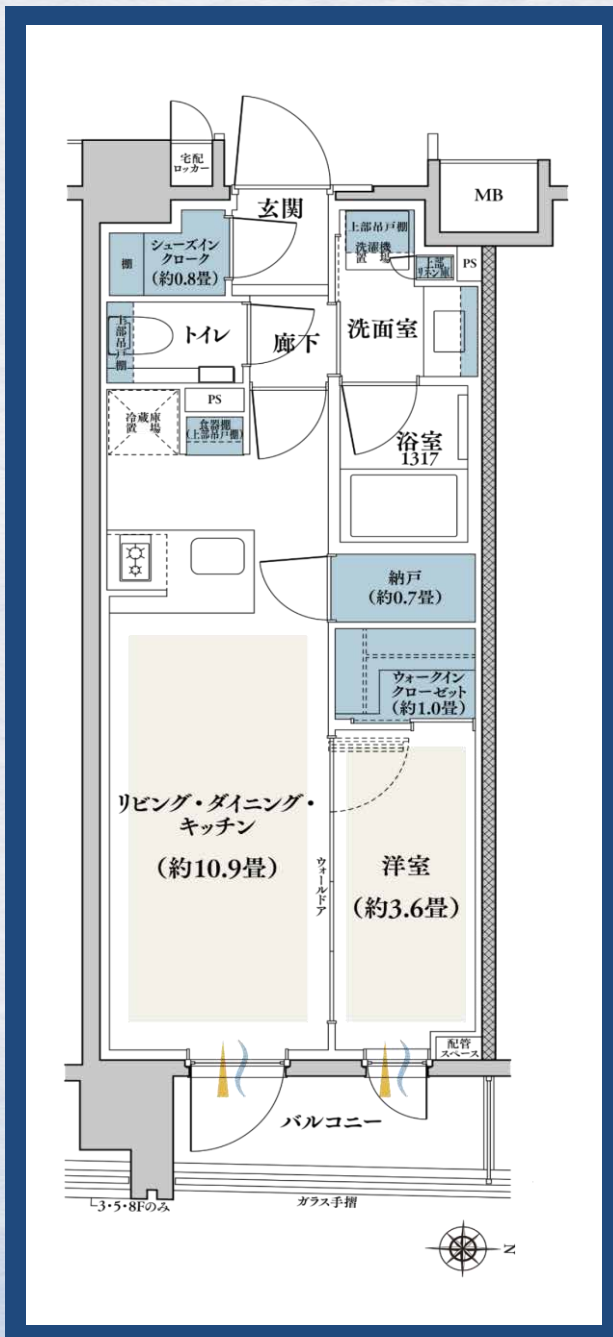 宅配
ロッカー
玄関
MB
シューズイン
クローク
(約0.8畳)
棚
上部吊戸棚
洗濯機
置場
上部
リネン庫
PS
上部吊戸棚
トイレ
廊下
洗面室
PS
冷蔵庫
置場
食器棚
(上部吊戸棚)
浴室
1317
納戸
(約0.7畳)
ウォークイン
クローゼット
(約1.0畳)
リビング・ダイニング・
キッチン
(約10.9畳)
ウォールドア
洋室
(約3.6畳)
配管
スペース
バルコニー
3・5・8Fのみ
ガラス手摺
N